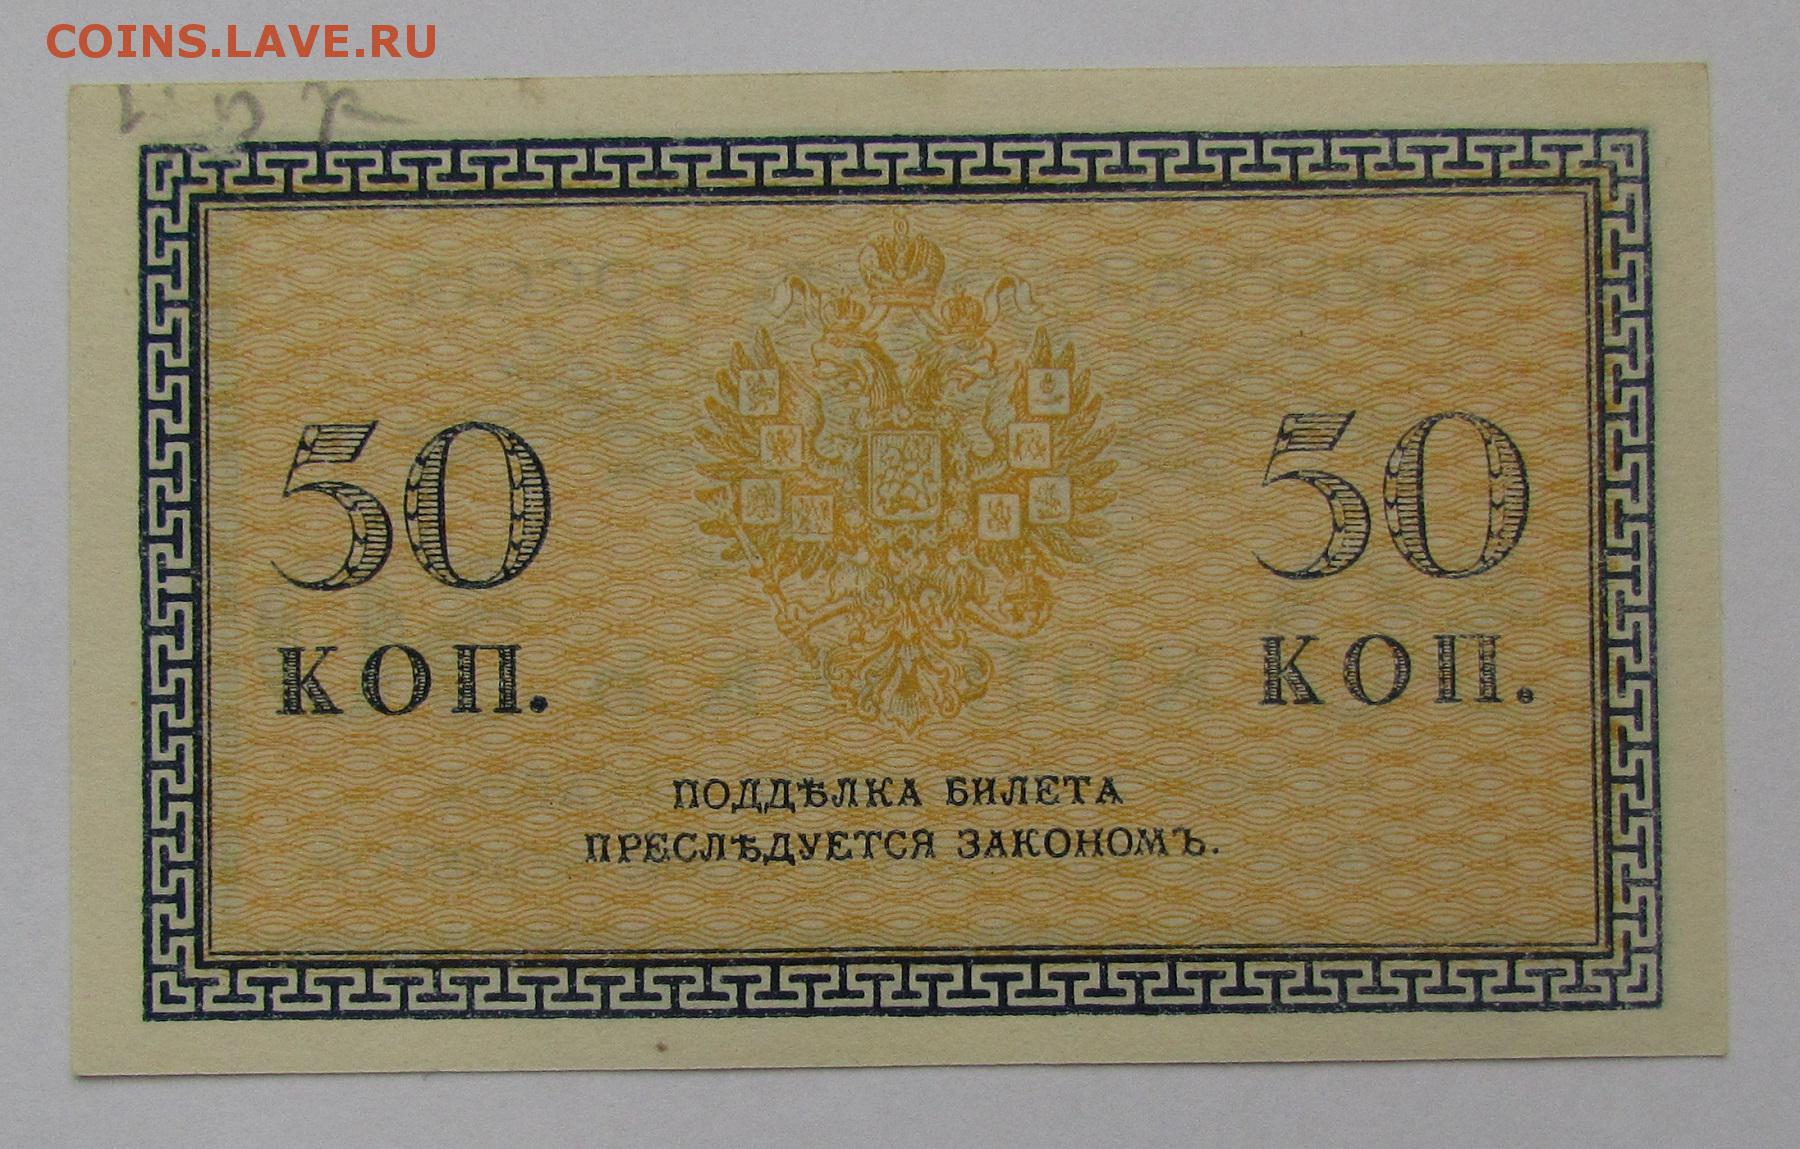 COINS.LAVE.RU
50 50
КОП. КОП.
ПОДДѢЛКА БИЛЕТА
ПРЕСЛѢДУЕТСЯ ЗАКОНОМЪ.